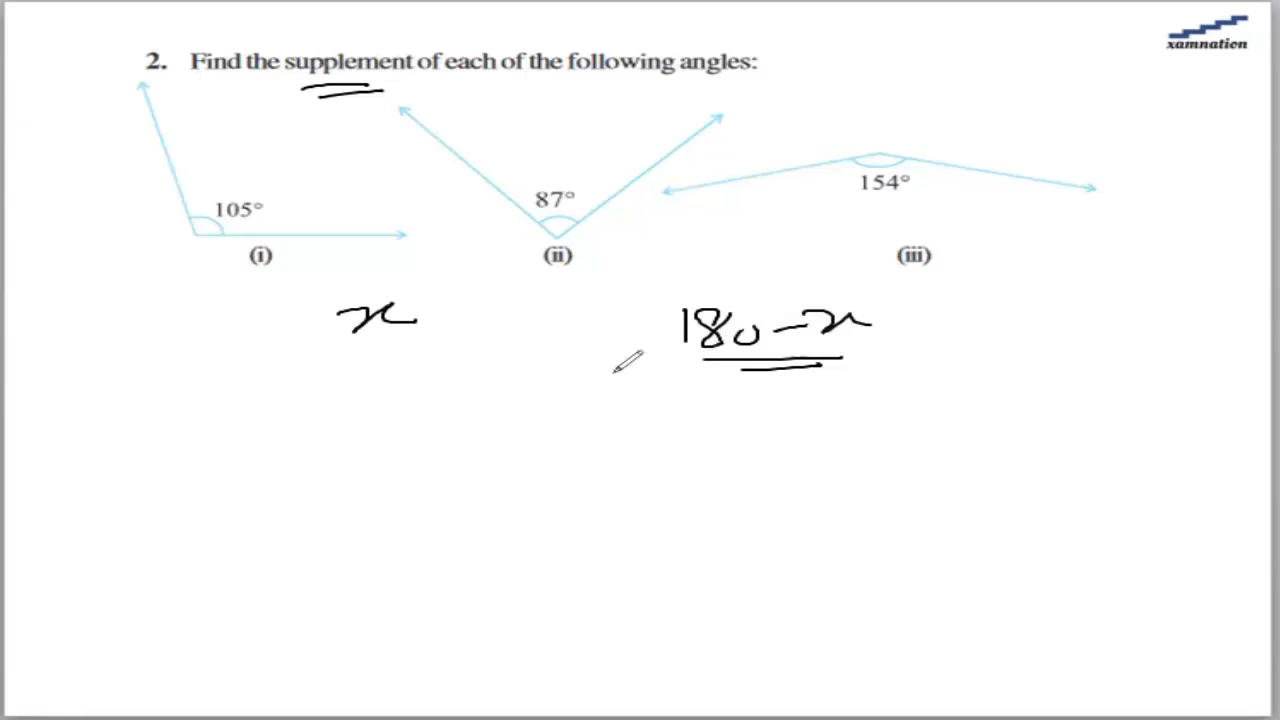 xamnation
2. Find the supplement of each of the following angles:
105° 87° 154°
(i) (ii) (iii)
x 180 - x